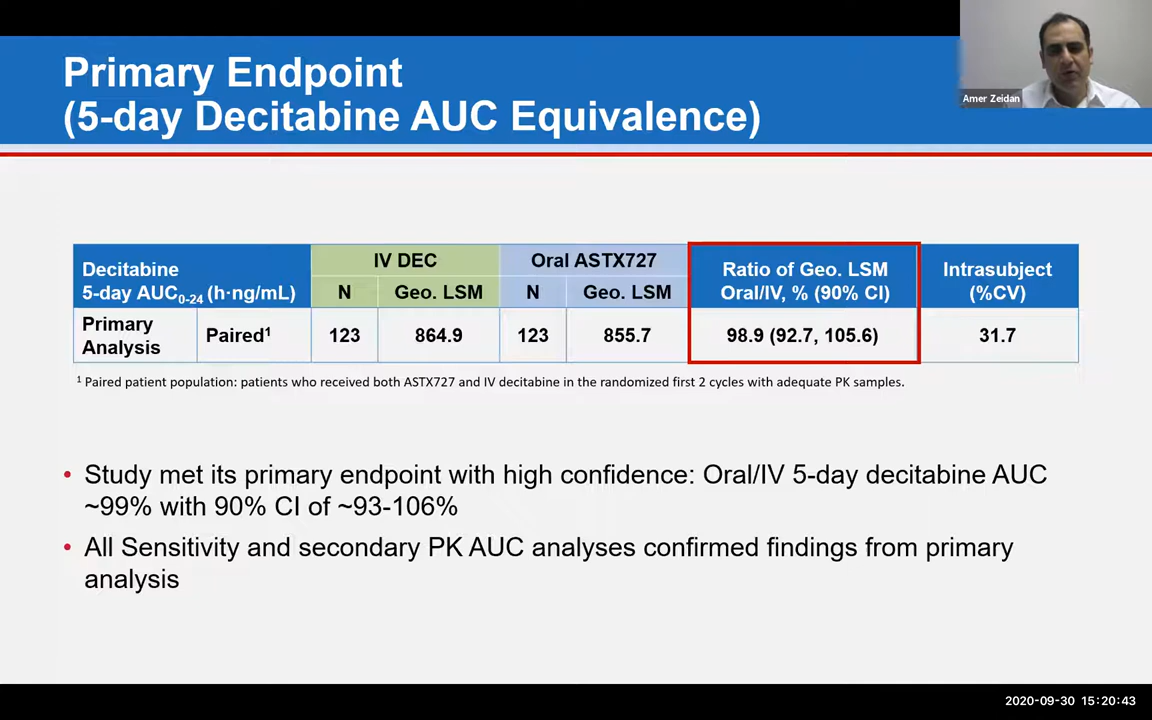 Primary Endpoint
(5-day Decitabine AUC Equivalence)
Amer Zeidan
Decitabine
5-day AUC0-24 (h·ng/mL)
IV DEC
Oral ASTX727
Ratio of Geo. LSM
Oral/IV, % (90% CI)
Intrasubject
(%CV)
N
Geo. LSM
N
Geo. LSM
Primary
Analysis
Paired¹
123
864.9
123
855.7
98.9 (92.7, 105.6)
31.7
¹ Paired patient population: patients who received both ASTX727 and IV decitabine in the randomized first 2 cycles with adequate PK samples.
• Study met its primary endpoint with high confidence: Oral/IV 5-day decitabine AUC
~99% with 90% CI of ~93-106%
• All Sensitivity and secondary PK AUC analyses confirmed findings from primary
analysis
2020-09-30 15:20:43